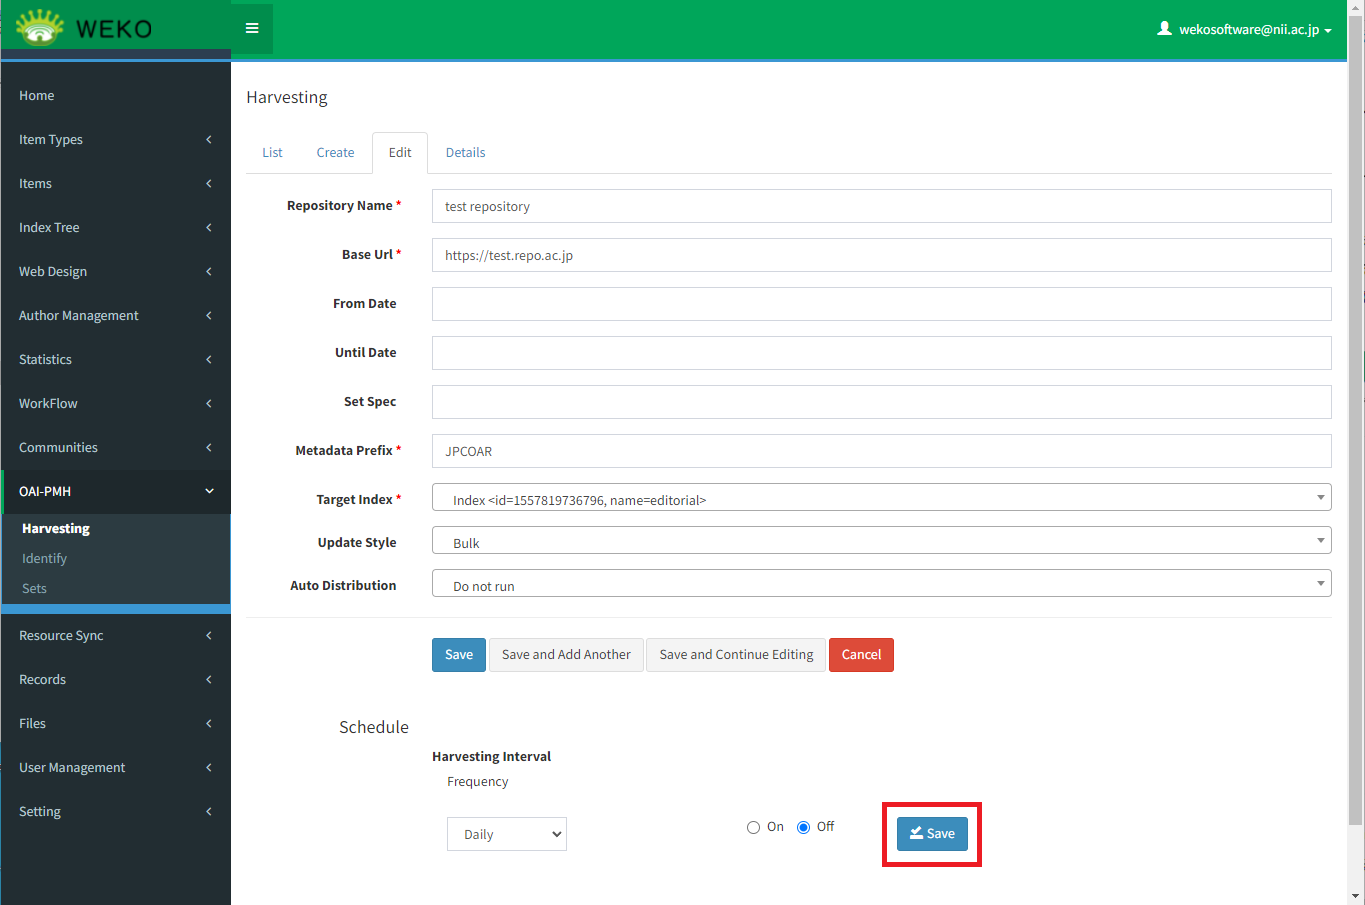 WEKO
wekosoftware@nii.ac.jp
Home
Item Types
Items
Index Tree
Web Design
Author Management
Statistics
WorkFlow
Communities
OAI-PMH
Harvesting
Identify
Sets
Resource Sync
Records
Files
User Management
Setting
Harvesting
List Create Edit Details
Repository Name * test repository
Base Url * https://test.repo.ac.jp
From Date
Until Date
Set Spec
Metadata Prefix * JPCOAR
Target Index * Index <id=1557819736796, name=editorial>
Update Style Bulk
Auto Distribution Do not run
Save Save and Add Another Save and Continue Editing Cancel
Schedule
Harvesting Interval
Frequency
Daily On Off Save